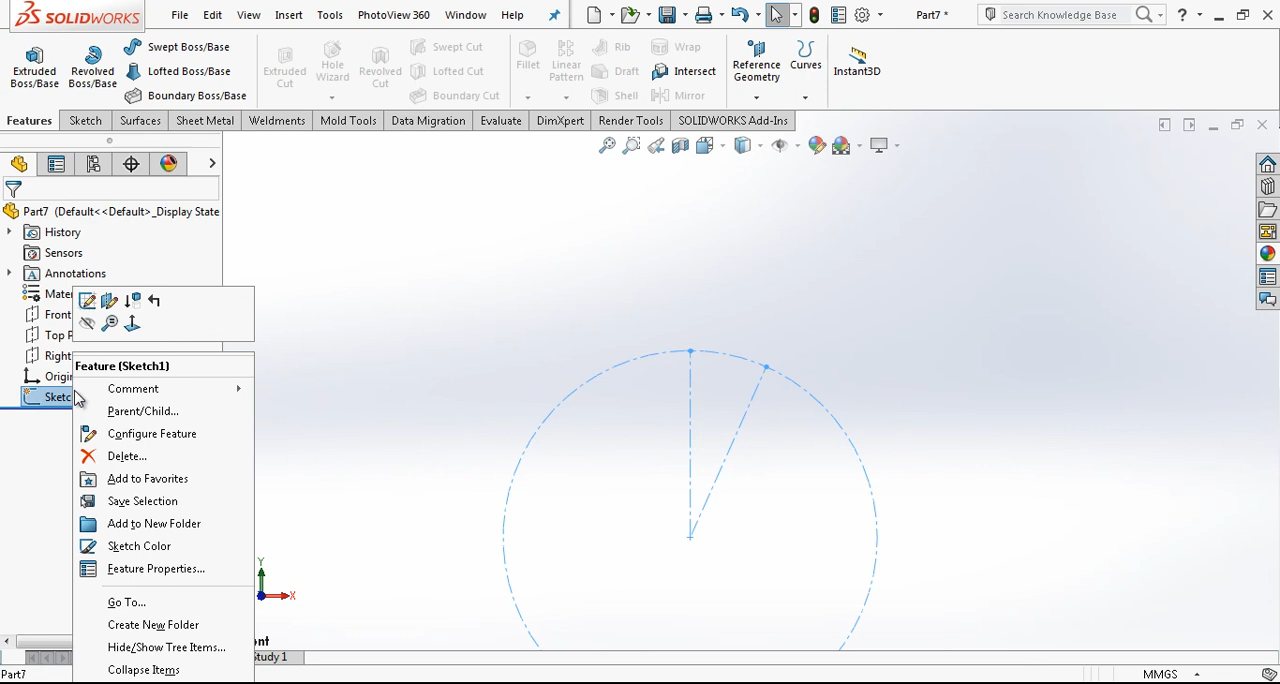 SOLIDWORKS
File Edit View Insert Tools PhotoView 360 Window Help
Part7 *
Search Knowledge Base
Extruded Boss/Base
Revolved Boss/Base
Swept Boss/Base
Lofted Boss/Base
Boundary Boss/Base
Extruded Cut
Hole Wizard
Revolved Cut
Swept Cut
Lofted Cut
Boundary Cut
Fillet
Linear Pattern
Rib
Draft
Shell
Wrap
Intersect
Mirror
Reference Geometry
Curves
Instant3D
Features Sketch Surfaces Sheet Metal Weldments Mold Tools Data Migration Evaluate DimXpert Render Tools SOLIDWORKS Add-Ins
Part7 (Default<<Default>_Display State
History
Sensors
Annotations
Mate
Front
Top P
Right
Origi
Sketc
Feature (Sketch1)
Comment
Parent/Child...
Configure Feature
Delete...
Add to Favorites
Save Selection
Add to New Folder
Sketch Color
Feature Properties...
Go To...
Create New Folder
Hide/Show Tree Items...
Collapse Items
Y
X
ont
Study 1
Part7
MMGS